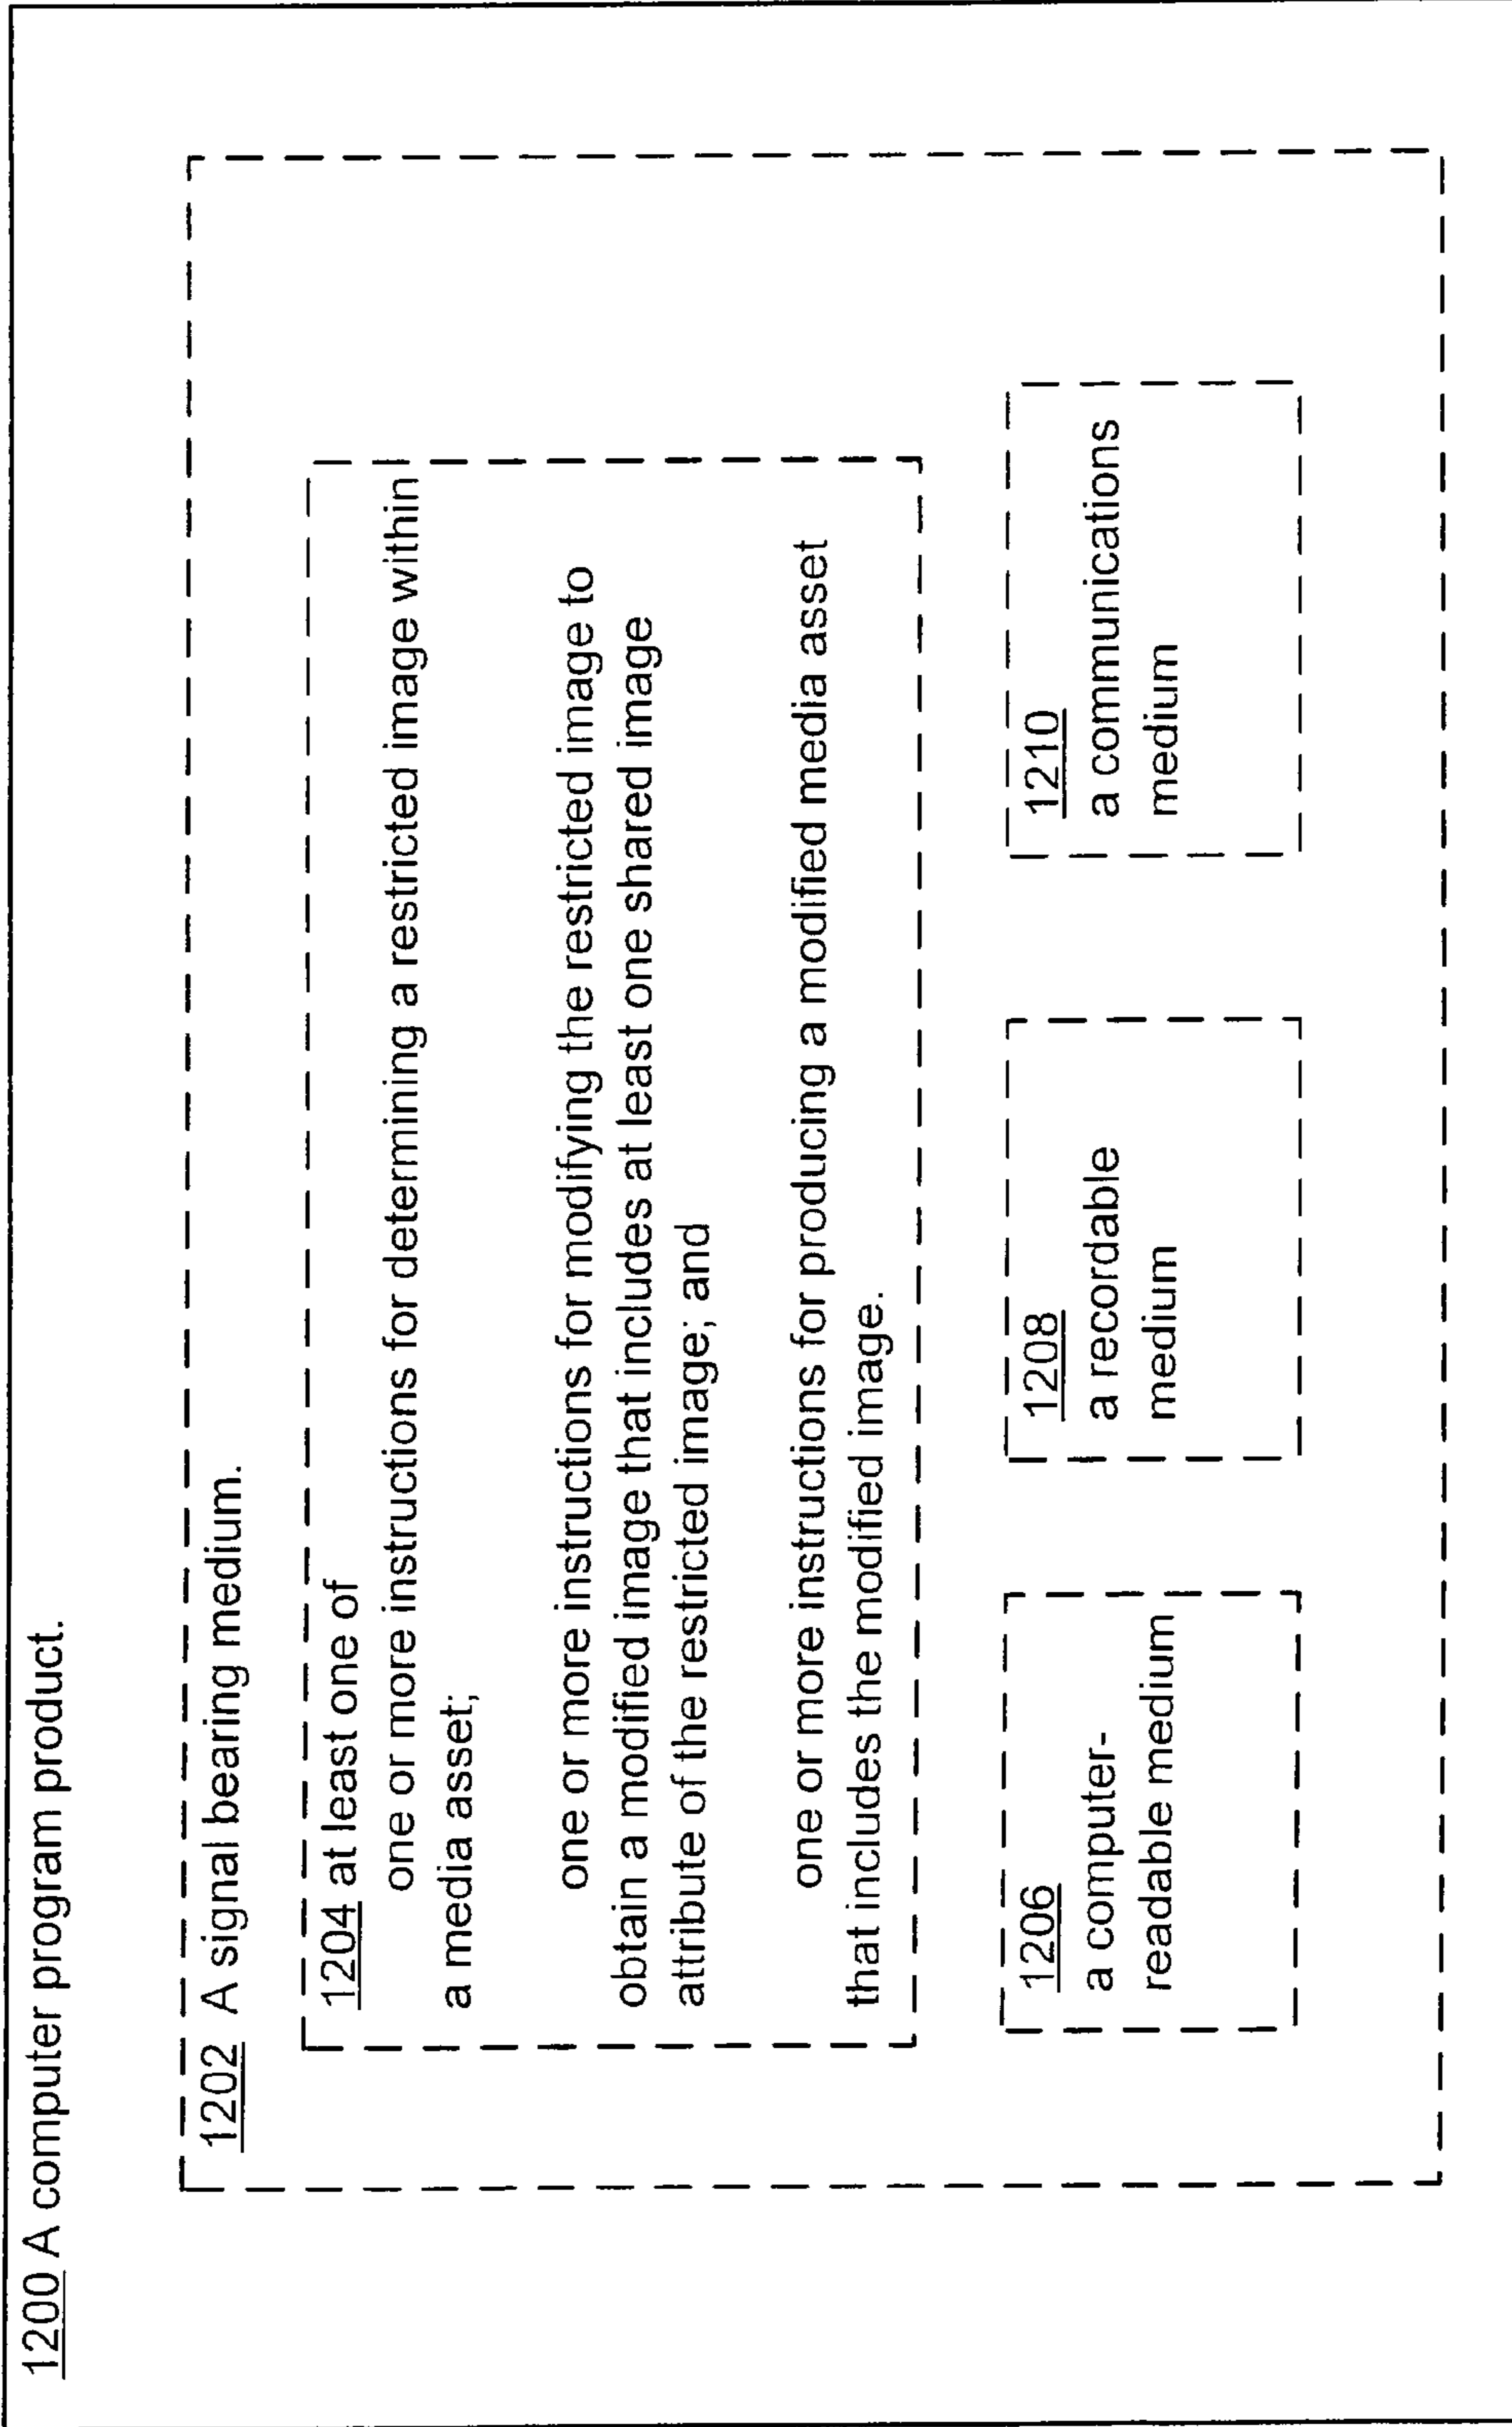 1200 A computer program product.
1202 A signal bearing medium.
1204 at least one of
one or more instructions for determining a restricted image within
a media asset;
one or more instructions for modifying the restricted image to
obtain a modified image that includes at least one shared image
attribute of the restricted image; and
one or more instructions for producing a modified media asset
that includes the modified image.
1206
a computer-
readable medium
1208
a recordable
medium
1210
a communications
medium